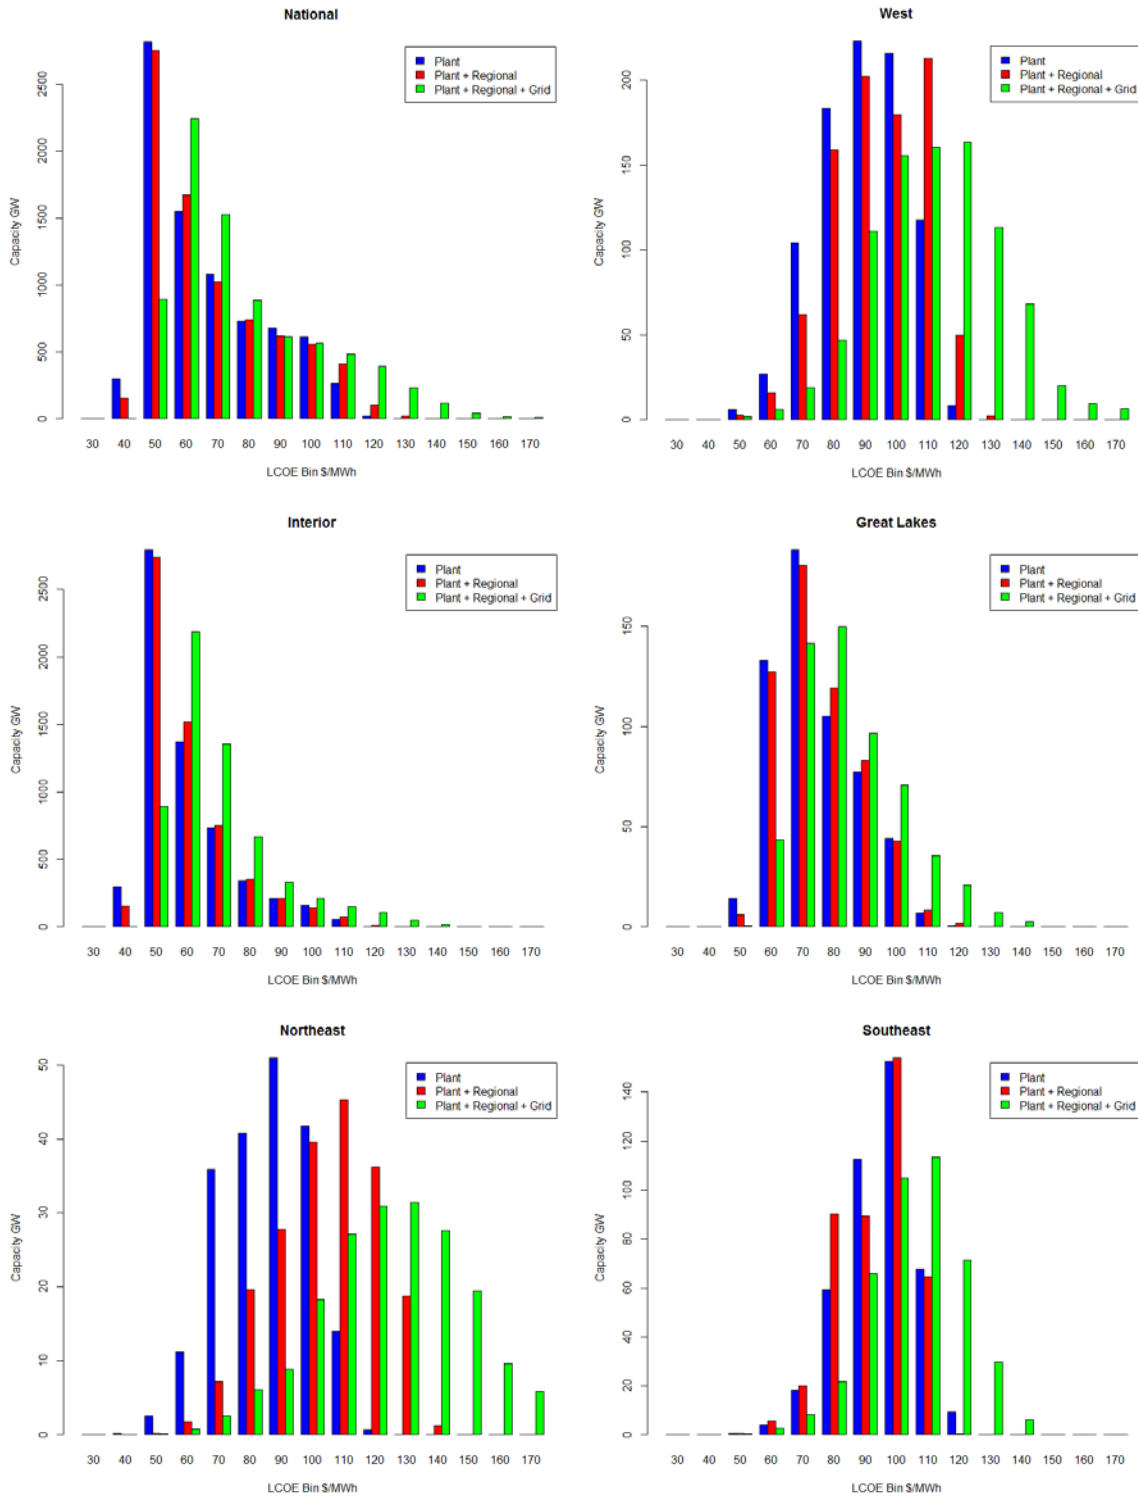 National
Plant
Plant + Regional
Plant + Regional + Grid
Capacity GW
0 500 1000 1500 2000 2500
30 40 50 60 70 80 90 100 110 120 130 140 150 160 170
LCOE Bin $/MWh
West
Plant
Plant + Regional
Plant + Regional + Grid
Capacity GW
0 50 100 150 200
30 40 50 60 70 80 90 100 110 120 130 140 150 160 170
LCOE Bin $/MWh
Interior
Plant
Plant + Regional
Plant + Regional + Grid
Capacity GW
0 500 1000 1500 2000 2500
30 40 50 60 70 80 90 100 110 120 130 140 150 160 170
LCOE Bin $/MWh
Great Lakes
Plant
Plant + Regional
Plant + Regional + Grid
Capacity GW
0 50 100 150
30 40 50 60 70 80 90 100 110 120 130 140 150 160 170
LCOE Bin $/MWh
Northeast
Plant
Plant + Regional
Plant + Regional + Grid
Capacity GW
0 10 20 30 40 50
30 40 50 60 70 80 90 100 110 120 130 140 150 160 170
LCOE Bin $/MWh
Southeast
Plant
Plant + Regional
Plant + Regional + Grid
Capacity GW
0 20 40 60 80 100 120 140
30 40 50 60 70 80 90 100 110 120 130 140 150 160 170
LCOE Bin $/MWh